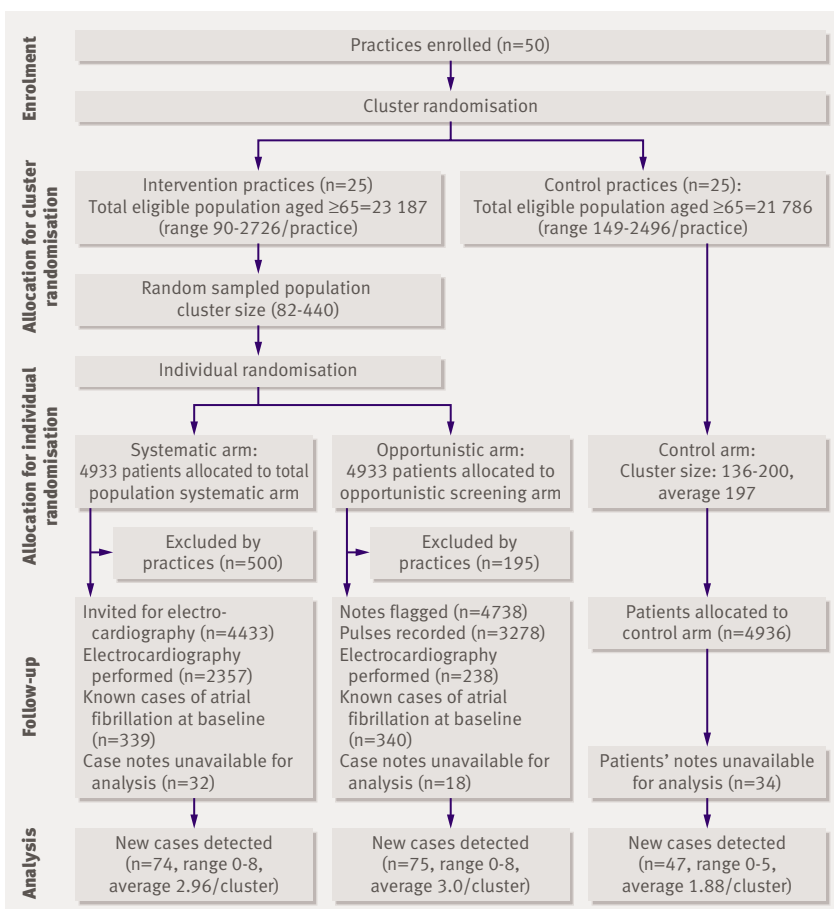 Enrolment
Practices enrolled (n=50)
Cluster randomisation
Allocation for cluster
randomisation
Intervention practices (n=25)
Total eligible population aged ≥65=23 187
(range 90-2726/practice)
Control practices (n=25):
Total eligible population aged ≥65=21 786
(range 149-2496/practice)
Random sampled population
cluster size (82-440)
Allocation for individual
randomisation
Individual randomisation
Systematic arm:
4933 patients allocated to total
population systematic arm
Opportunistic arm:
4933 patients allocated to
opportunistic screening arm
Control arm:
Cluster size: 136-200,
average 197
Excluded by
practices (n=500)
Excluded by
practices (n=195)
Follow-up
Invited for electro-
cardiography (n=4433)
Electrocardiography
performed (n=2357)
Known cases of atrial
fibrillation at baseline
(n=339)
Case notes unavailable for
analysis (n=32)
Notes flagged (n=4738)
Pulses recorded (n=3278)
Electrocardiography
performed (n=238)
Known cases of atrial
fibrillation at baseline
(n=340)
Case notes unavailable for
analysis (n=18)
Patients allocated to
control arm (n=4936)
Patients' notes unavailable
for analysis (n=34)
Analysis
New cases detected
(n=74, range 0-8,
average 2.96/cluster)
New cases detected
(n=75, range 0-8,
average 3.0/cluster)
New cases detected
(n=47, range 0-5,
average 1.88/cluster)